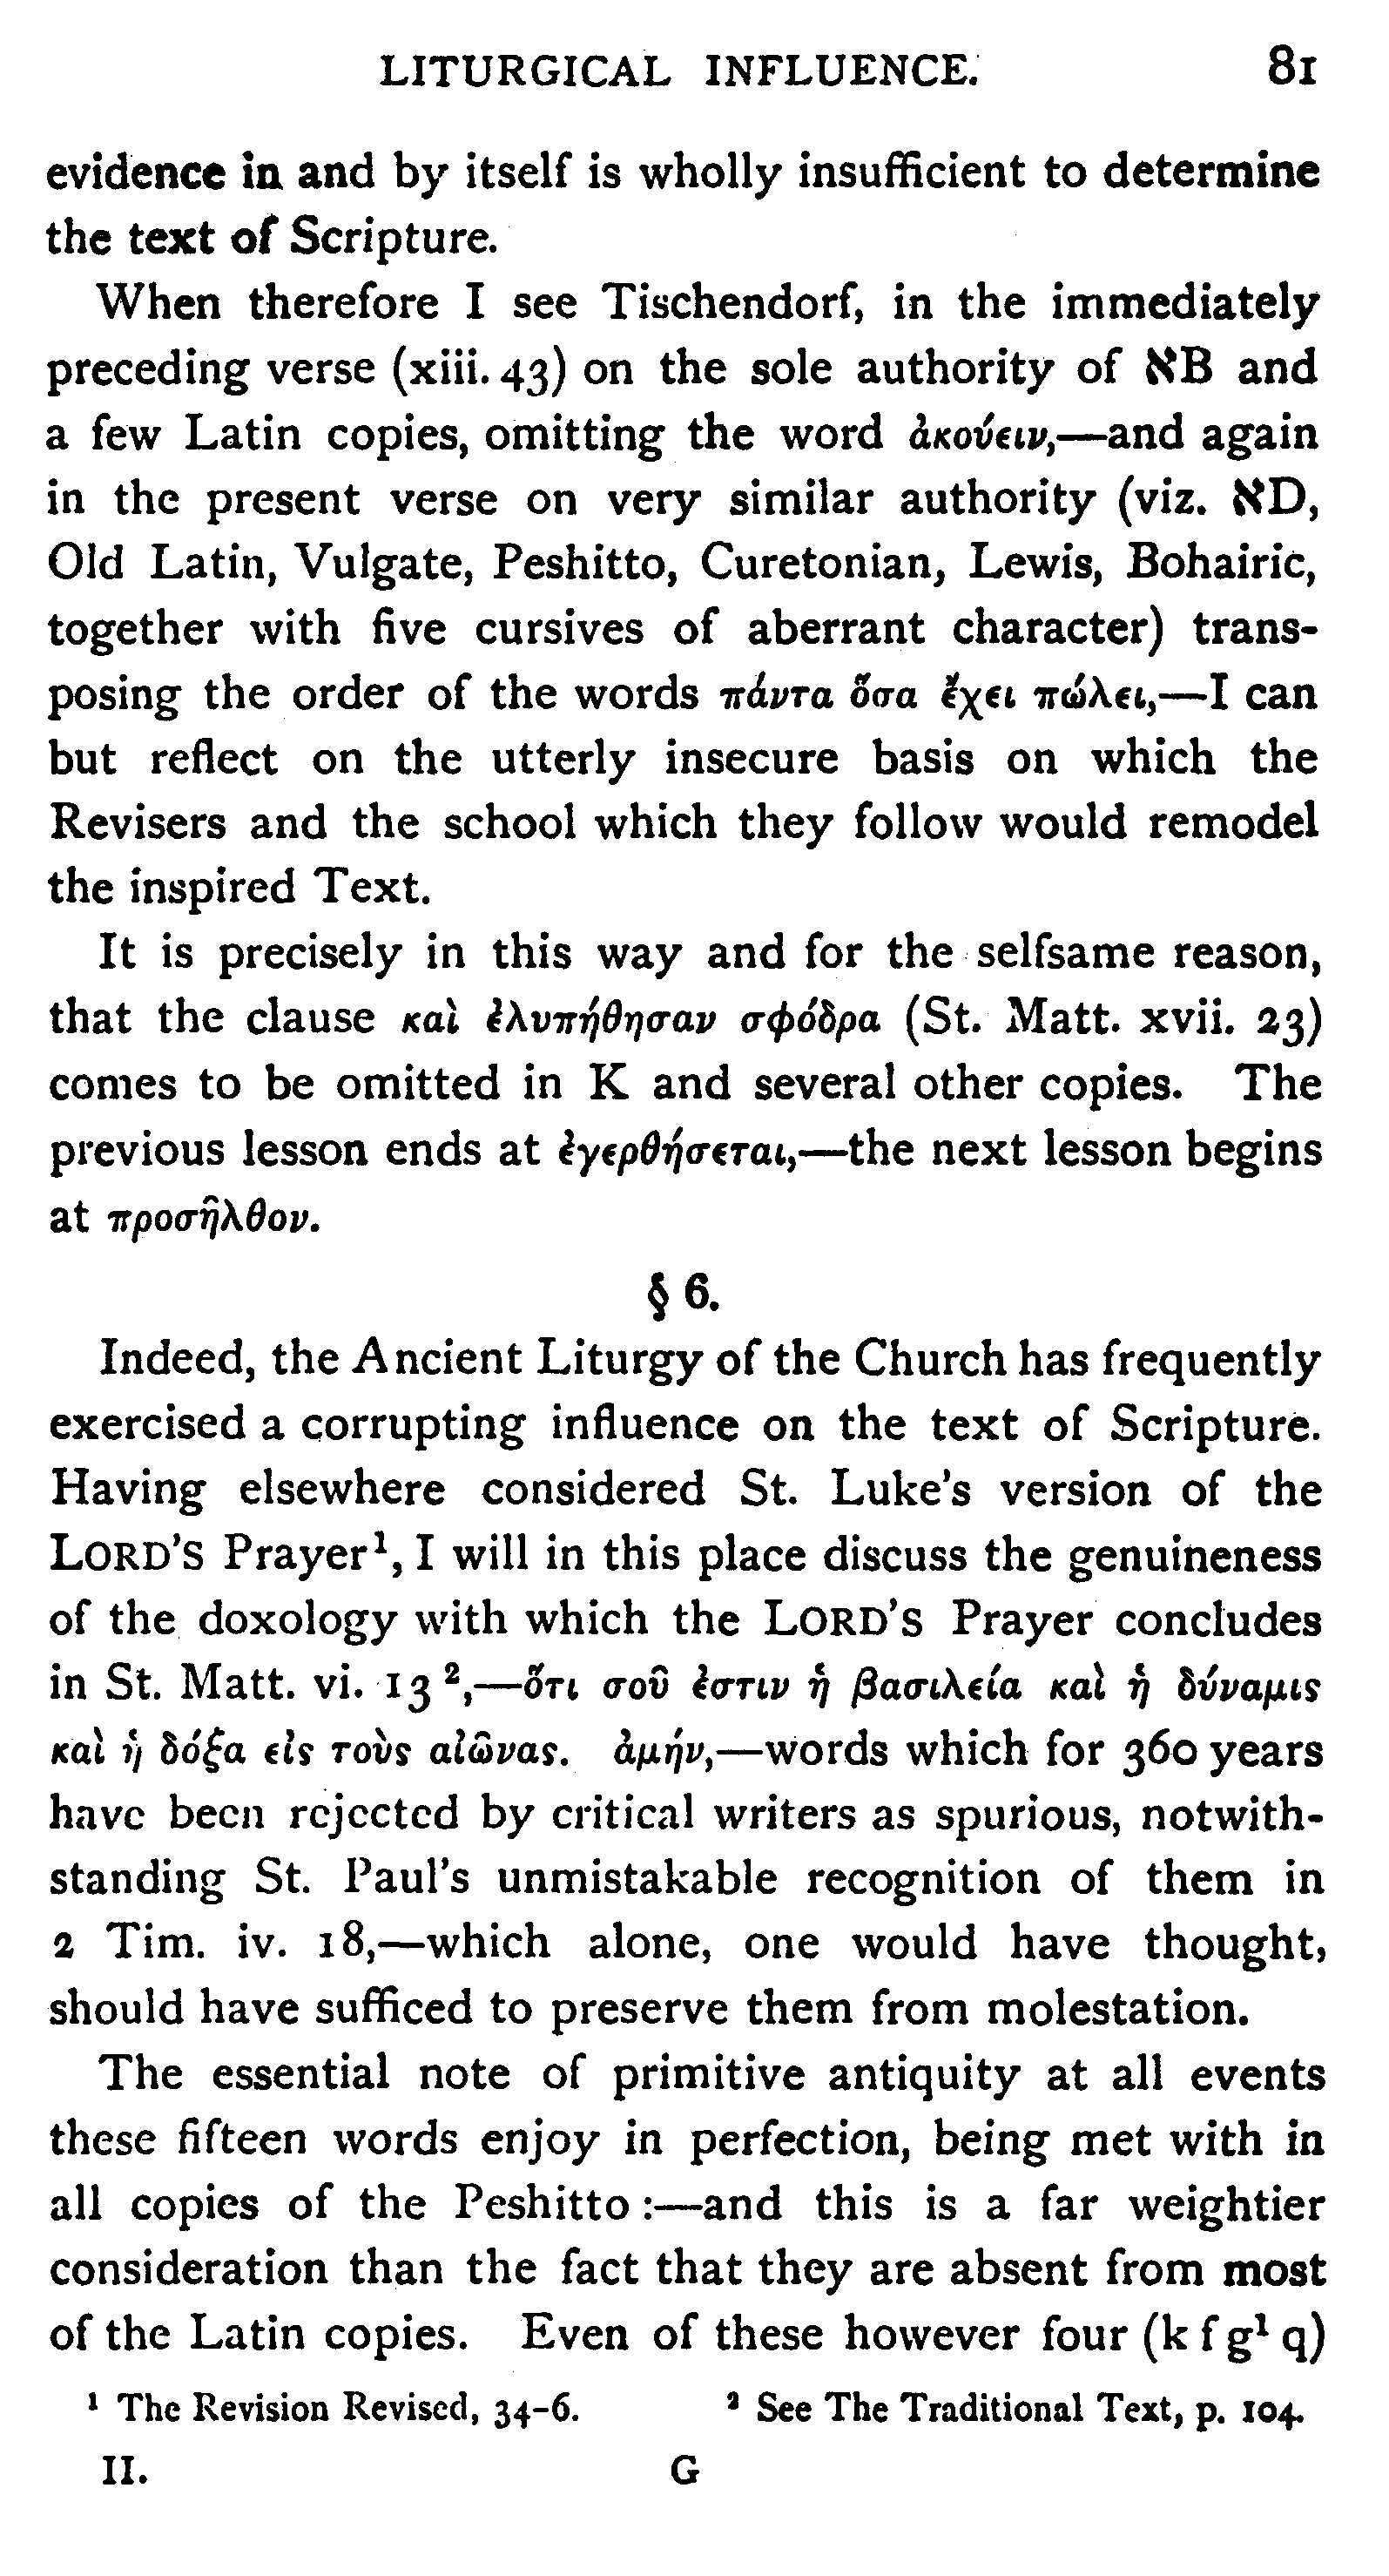 LITURGICAL INFLUENCE. 81
evidence in and by itself is wholly insufficient to determine
the text of Scripture.
When therefore I see Tischendorf, in the immediately
preceding verse (xiii. 43) on the sole authority of אB and
a few Latin copies, omitting the word ἀκούειν,—and again
in the present verse on very similar authority (viz. אD,
Old Latin, Vulgate, Peshitto, Curetonian, Lewis, Bohairic,
together with five cursives of aberrant character) trans-
posing the order of the words πάντα ὅσα ἔχει πώλει,—I can
but reflect on the utterly insecure basis on which the
Revisers and the school which they follow would remodel
the inspired Text.
It is precisely in this way and for the selfsame reason,
that the clause καὶ ἐλυπήθησαν σφόδρα (St. Matt. xvii. 23)
comes to be omitted in K and several other copies. The
previous lesson ends at ἐγερθήσεται,—the next lesson begins
at προσῆλθον.
§ 6.
Indeed, the Ancient Liturgy of the Church has frequently
exercised a corrupting influence on the text of Scripture.
Having elsewhere considered St. Luke's version of the
LORD'S Prayer¹, I will in this place discuss the genuineness
of the doxology with which the LORD'S Prayer concludes
in St. Matt. vi. 13 ²,—ὅτι σοῦ ἐστιν ἡ βασιλεία καὶ ἡ δύναμις
καὶ ἡ δόξα εἰς τοὺς αἰῶνας. ἀμήν,—words which for 360 years
have been rejected by critical writers as spurious, notwith-
standing St. Paul's unmistakable recognition of them in
2 Tim. iv. 18,—which alone, one would have thought,
should have sufficed to preserve them from molestation.
The essential note of primitive antiquity at all events
these fifteen words enjoy in perfection, being met with in
all copies of the Peshitto :—and this is a far weightier
consideration than the fact that they are absent from most
of the Latin copies. Even of these however four (k f g¹ q)
¹ The Revision Revised, 34-6. ² See The Traditional Text, p. 104.
II. G